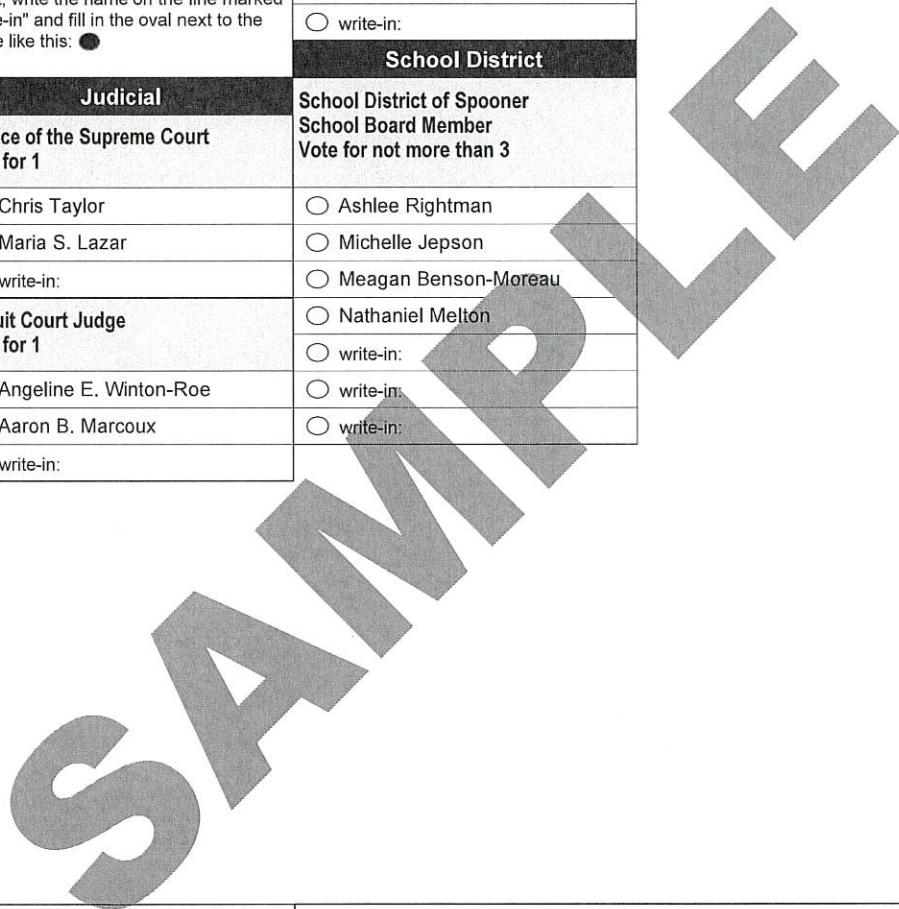 write the name on the line marked
e-in" and fill in the oval next to the
e like this:
Judicial
ce of the Supreme Court
for 1
Chris Taylor
Maria S. Lazar
write-in:
uit Court Judge
for 1
Angeline E. Winton-Roe
Aaron B. Marcoux
write-in:
write-in:
School District
School District of Spooner
School Board Member
Vote for not more than 3
Ashlee Rightman
Michelle Jepson
Meagan Benson-Moreau
Nathaniel Melton
write-in:
write-in:
write-in:
SAMPLE